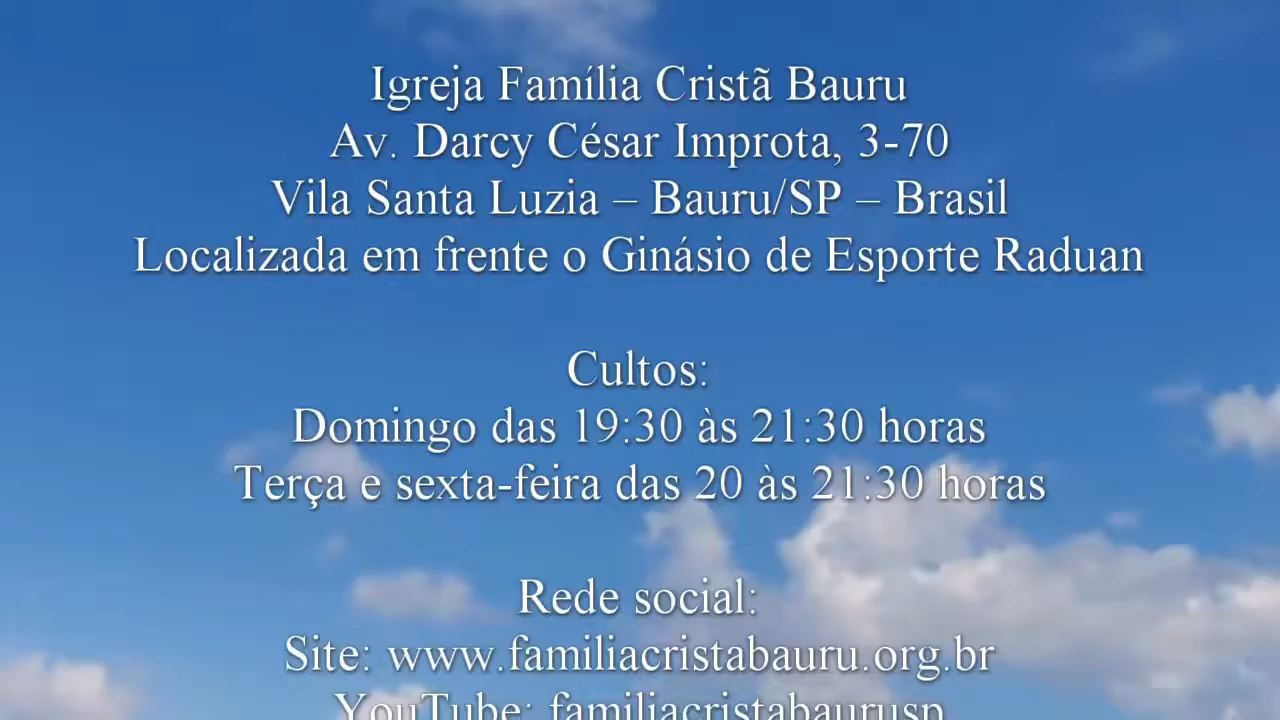 Igreja Família Cristã Bauru
Av. Darcy César Improta, 3-70
Vila Santa Luzia – Bauru/SP – Brasil
Localizada em frente o Ginásio de Esporte Raduan
Cultos:
Domingo das 19:30 às 21:30 horas
Terça e sexta-feira das 20 às 21:30 horas
Rede social:
Site: www.familiacristabauru.org.br
YouTube: familiacristabaurusp